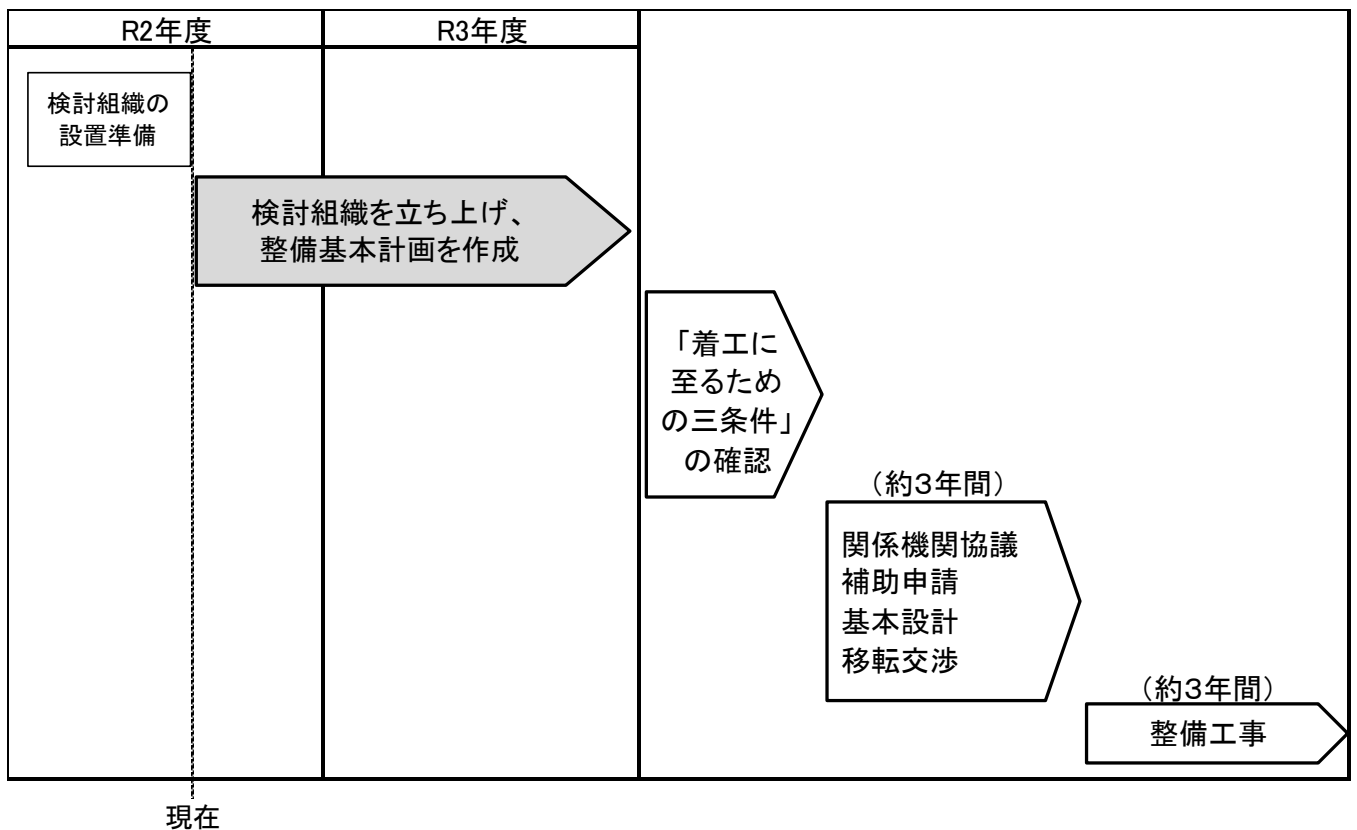 R2年度
R3年度
検討組織の
設置準備
検討組織を立ち上げ、
整備基本計画を作成
「着工に
至るため
の三条件」
の確認
（約３年間）
関係機関協議
補助申請
基本設計
移転交渉
（約３年間）
整備工事
現在